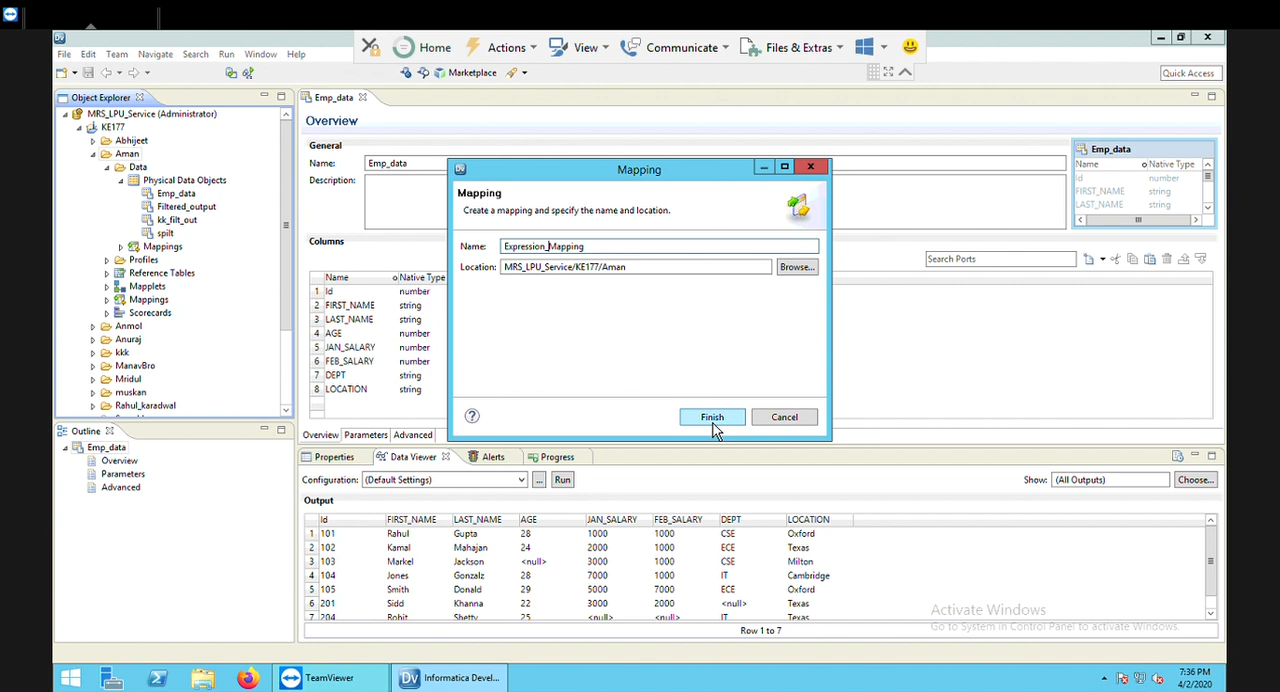 Home Actions View Communicate Files & Extras
File Edit Team Navigate Search Run Window Help
Marketplace
Quick Access
Object Explorer
MRS_LPU_Service (Administrator)
KE177
Abhijeet
Aman
Data
Physical Data Objects
Emp_data
Filtered_output
kk_filt_out
spilt
Mappings
Profiles
Reference Tables
Mapplets
Mappings
Scorecards
Anmol
Anuraj
kkk
ManavBro
Mridul
muskan
Rahul_karadwal
Outline
Emp_data
Overview
Parameters
Advanced
Emp_data
Overview
General
Name: Emp_data
Description:
Emp_data
Name Native Type
Id number
FIRST_NAME string
LAST_NAME string
Columns
Search Ports
Name Native Type
1 Id number
2 FIRST_NAME string
3 LAST_NAME string
4 AGE number
5 JAN_SALARY number
6 FEB_SALARY number
7 DEPT string
8 LOCATION string
Overview Parameters Advanced
Mapping
Mapping
Create a mapping and specify the name and location.
Name: Expression_Mapping
Location: MRS_LPU_Service/KE177/Aman Browse...
Finish Cancel
Properties Data Viewer Alerts Progress
Configuration: (Default Settings) ... Run Show: (All Outputs) Choose...
Output
Id FIRST_NAME LAST_NAME AGE JAN_SALARY FEB_SALARY DEPT LOCATION
1 101 Rahul Gupta 28 1000 1000 CSE Oxford
2 102 Kamal Mahajan 24 2000 1000 ECE Texas
3 103 Markel Jackson <null> 3000 1000 CSE Milton
4 104 Jones Gonzalz 28 7000 1000 IT Cambridge
5 105 Smith Donald 29 5000 7000 ECE Oxford
6 201 Sidd Khanna 22 3000 2000 <null> Texas
7 204 Rohit Shetty 25 <null> <null> IT Texas
Row 1 to 7
Activate Windows
Go to System in Control Panel to activate Windows.
TeamViewer
Informatica Devel...
7:36 PM
4/2/2020